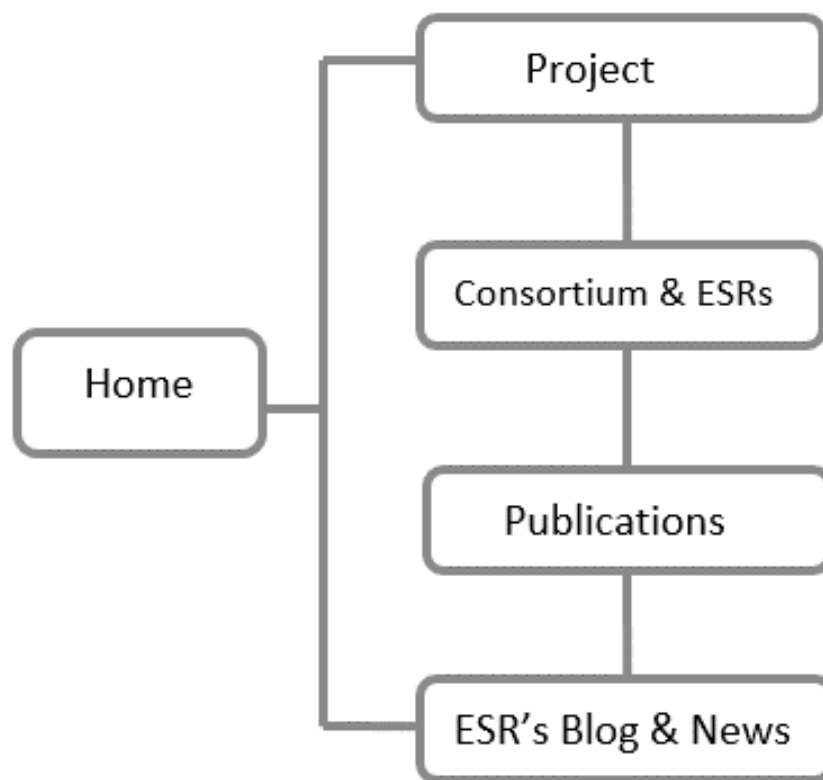 Project
Consortium & ESRs
Home
Publications
ESR’s Blog & News